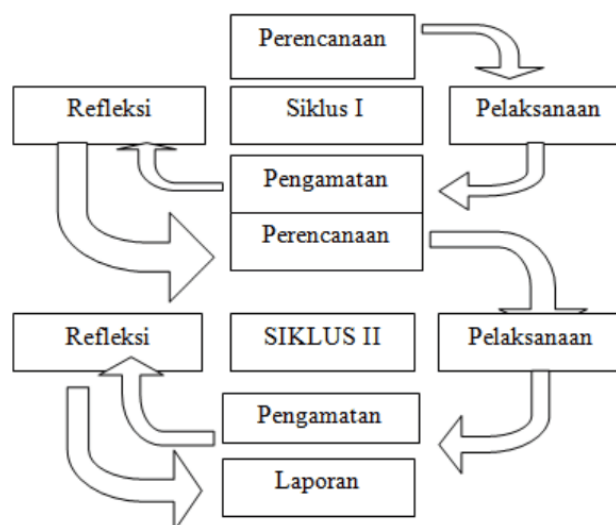 Perencanaan
Refleksi
Siklus I
Pelaksanaan
Pengamatan
Perencanaan
Refleksi
SIKLUS II
Pelaksanaan
Pengamatan
Laporan